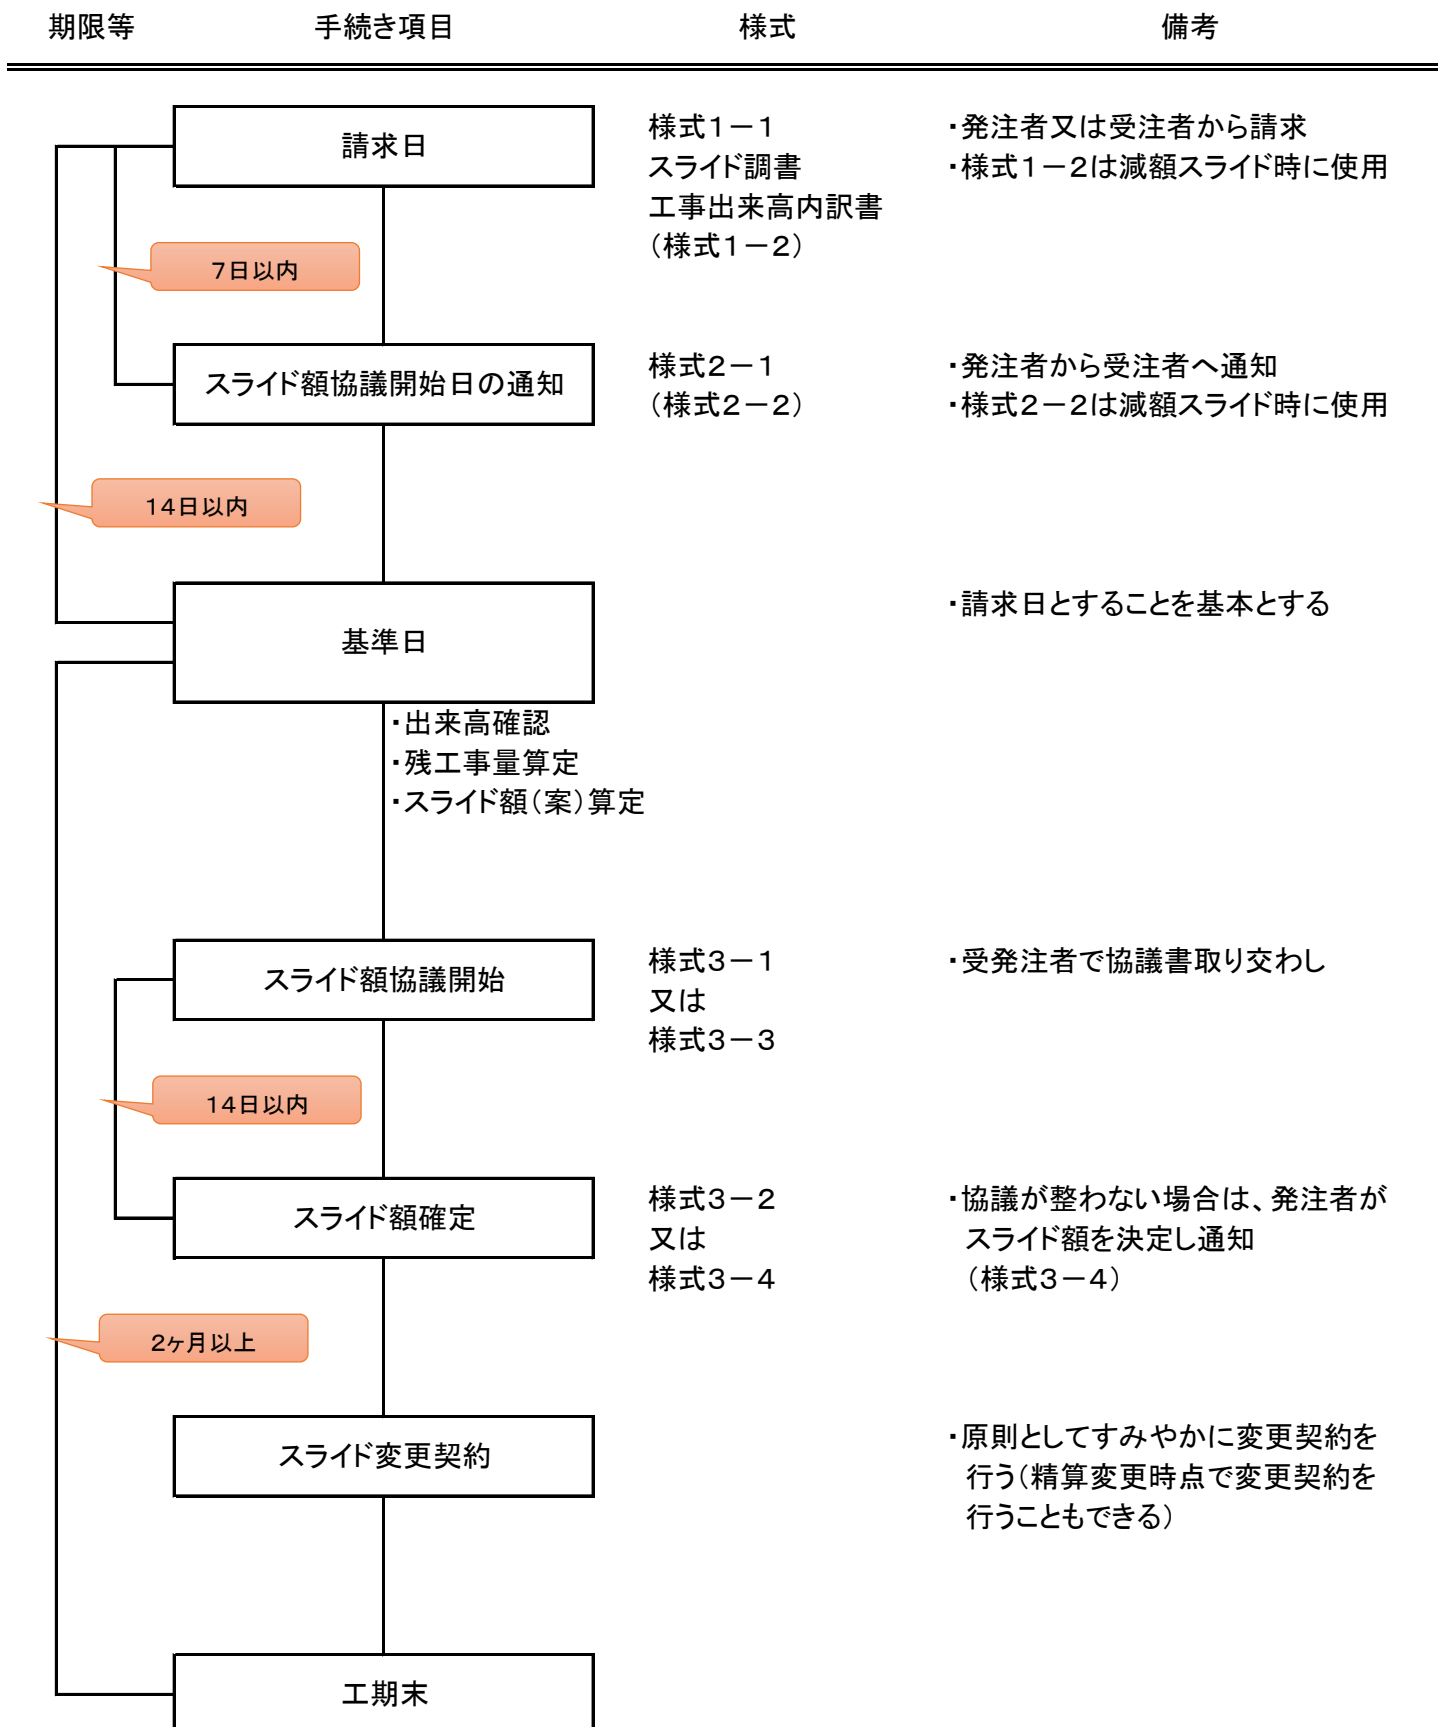 期限等
手続き項目
様式
備考
請求日
様式１－１
スライド調書
工事出来高内訳書
（様式１－２）
・発注者又は受注者から請求
・様式１－２は減額スライド時に使用
７日以内
スライド額協議開始日の通知
様式２－１
（様式２－２）
・発注者から受注者へ通知
・様式２－２は減額スライド時に使用
１４日以内
基準日
・請求日とすることを基本とする
・出来高確認
・残工事量算定
・スライド額（案）算定
スライド額協議開始
様式３－１
又は
様式３－３
・受発注者で協議書取り交わし
１４日以内
スライド額確定
様式３－２
又は
様式３－４
・協議が整わない場合は、発注者が
スライド額を決定し通知
（様式３－４）
２ヶ月以上
スライド変更契約
・原則としてすみやかに変更契約を
行う（精算変更時点で変更契約を
行うこともできる）
工期末